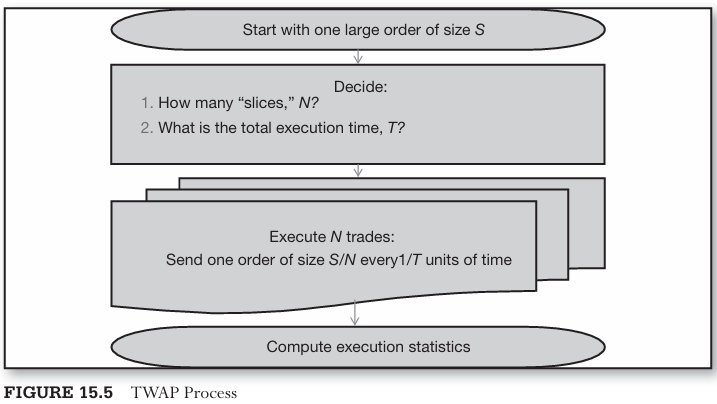 Start with one large order of size S
Decide:
1. How many “slices,” N?
2. What is the total execution time, T?
Execute N trades:
Send one order of size S/N every1/T units of time
Compute execution statistics
FIGURE 15.5 TWAP Process